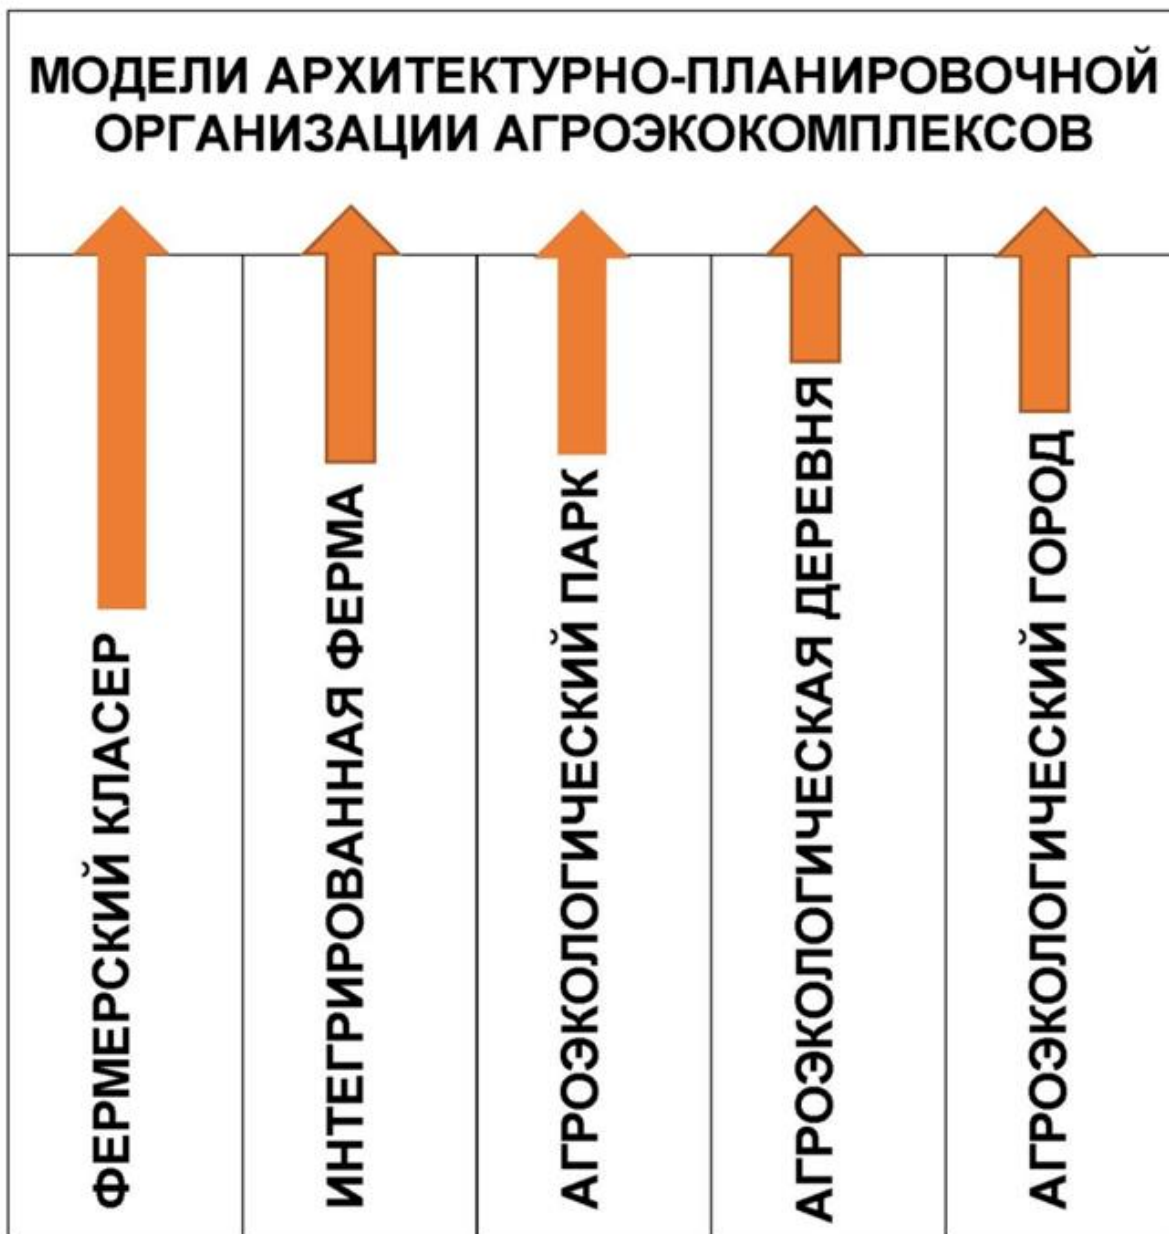 МОДЕЛИ АРХИТЕКТУРНО-ПЛАНИРОВОЧНОЙ
ОРГАНИЗАЦИИ АГРОЭКОКОМПЛЕКСОВ
ФЕРМЕРСКИЙ КЛАСЕР
ИНТЕГРИРОВАННАЯ ФЕРМА
АГРОЭКОЛОГИЧЕСКИЙ ПАРК
АГРОЭКОЛОГИЧЕСКАЯ ДЕРЕВНЯ
АГРОЭКОЛОГИЧЕСКИЙ ГОРОД